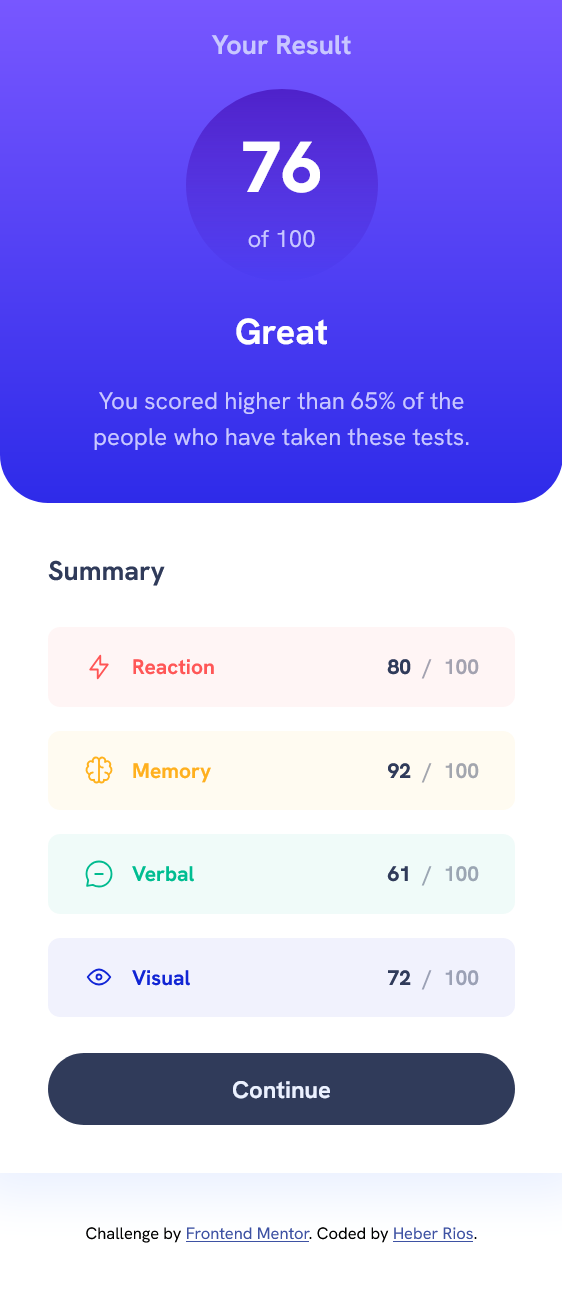 Your Result
76
of 100
Great
You scored higher than 65% of the
people who have taken these tests.
Summary
Reaction 80 / 100
Memory 92 / 100
Verbal 61 / 100
Visual 72 / 100
Continue
Challenge by Frontend Mentor. Coded by Heber Rios.